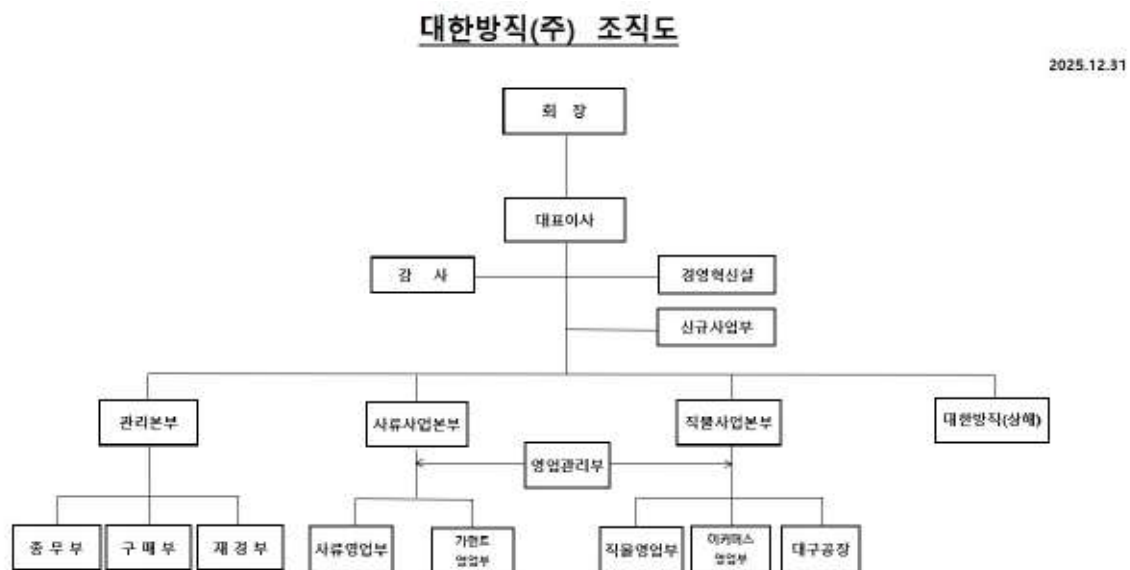 대한방직(주) 조직도
2025.12.31
회 장
대표이사
감 사
경영혁신실
신규사업부
관리본부
사류사업본부
직물사업본부
대한방직(상해)
영업관리부
총 무 부
구 매 부
재 경 부
사류영업부
가먼트
영업부
직물영업부
이커머스
영업부
대구공장